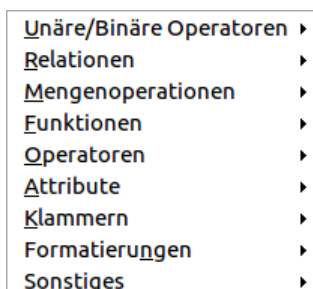 Unäre/Binäre Operatoren
Relationen
Mengenoperationen
Funktionen
Operatoren
Attribute
Klammern
Formatierungen
Sonstiges